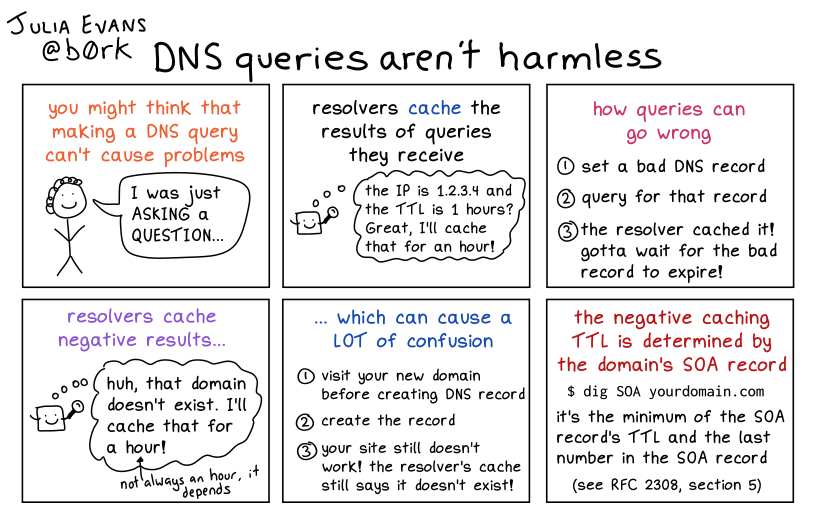 JULIA EVANS
@b0rk
DNS queries aren't harmless
you might think that
making a DNS query
can't cause problems
I was just
ASKING a
QUESTION...
resolvers cache the
results of queries
they receive
the IP is 1.2.3.4 and
the TTL is 1 hours?
Great, I'll cache
that for an hour!
how queries can
go wrong
① set a bad DNS record
② query for that record
③ the resolver cached it!
gotta wait for the bad
record to expire!
resolvers cache
negative results...
huh, that domain
doesn't exist. I'll
cache that for
a hour!
not always an hour, it
depends
... which can cause a
LOT of confusion
① visit your new domain
before creating DNS record
② create the record
③ your site still doesn't
work! the resolver's cache
still says it doesn't exist!
the negative caching
TTL is determined by
the domain's SOA record
$ dig SOA yourdomain.com
it's the minimum of the SOA
record's TTL and the last
number in the SOA record
(see RFC 2308, section 5)